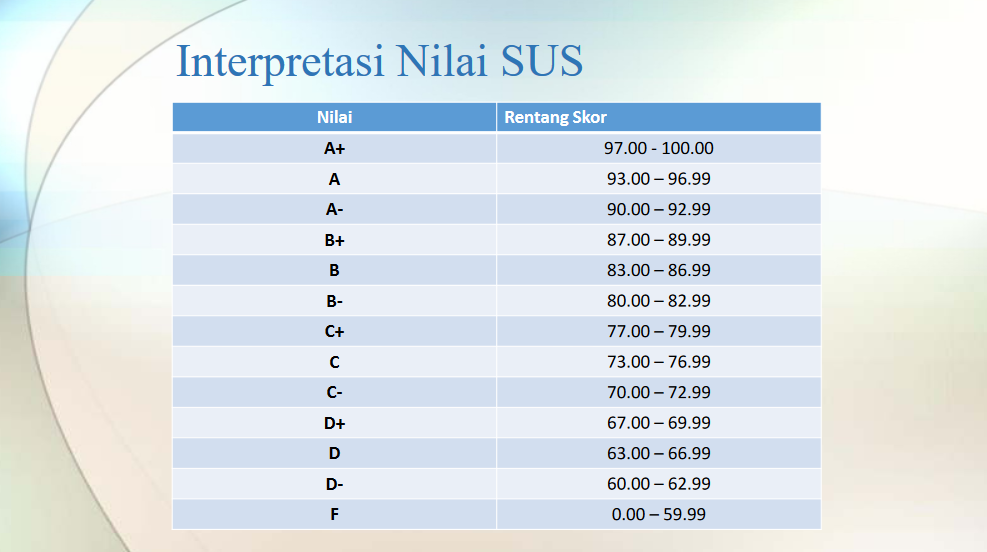 Interpretasi Nilai SUS
Nilai Rentang Skor
A+ 97.00 - 100.00
A 93.00 – 96.99
A- 90.00 – 92.99
B+ 87.00 – 89.99
B 83.00 – 86.99
B- 80.00 – 82.99
C+ 77.00 – 79.99
C 73.00 – 76.99
C- 70.00 – 72.99
D+ 67.00 – 69.99
D 63.00 – 66.99
D- 60.00 – 62.99
F 0.00 – 59.99